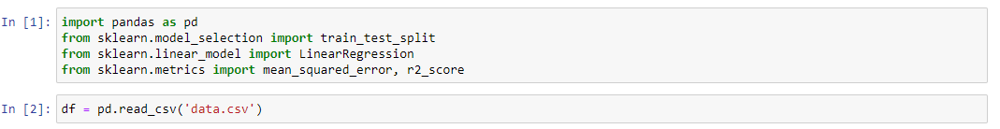 In [1]: import pandas as pd
from sklearn.model_selection import train_test_split
from sklearn.linear_model import LinearRegression
from sklearn.metrics import mean_squared_error, r2_score
In [2]: df = pd.read_csv('data.csv')